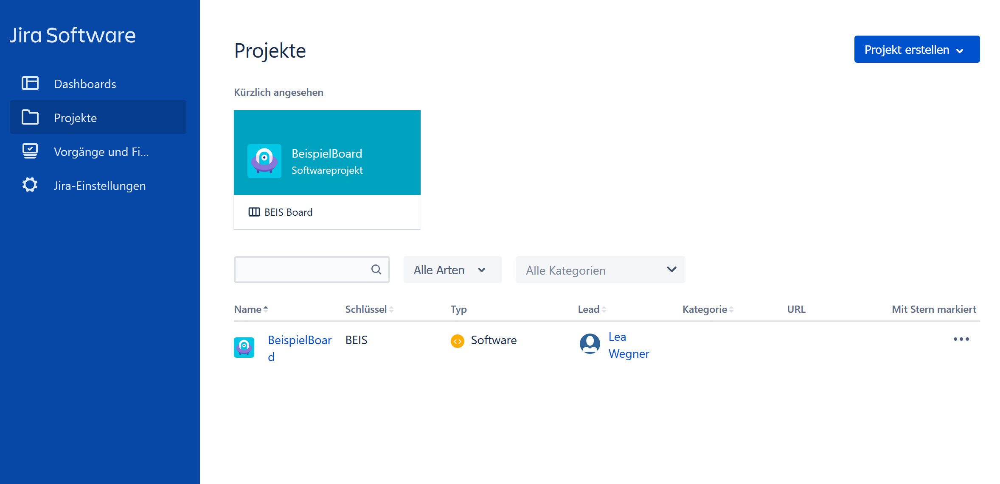 Jira Software
Dashboards
Projekte
Vorgänge und Fi...
Jira-Einstellungen
Projekte
Projekt erstellen
Kürzlich angesehen
BeispielBoard
Softwareprojekt
BEIS Board
Alle Arten
Alle Kategorien
Name Schlüssel Typ Lead Kategorie URL Mit Stern markiert
BeispielBoar
d
BEIS
Software
Lea
Wegner